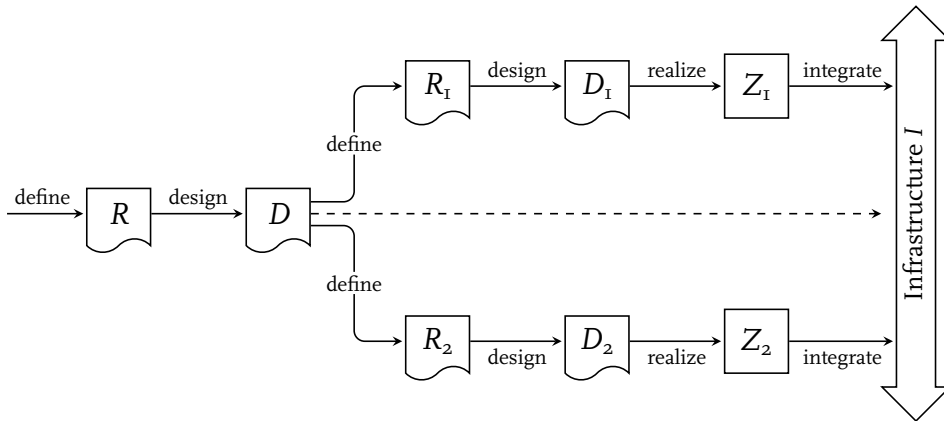 R₁ design D₁ realize Z₁ integrate
define
define R design D
define
R₂ design D₂ realize Z₂ integrate
Infrastructure I